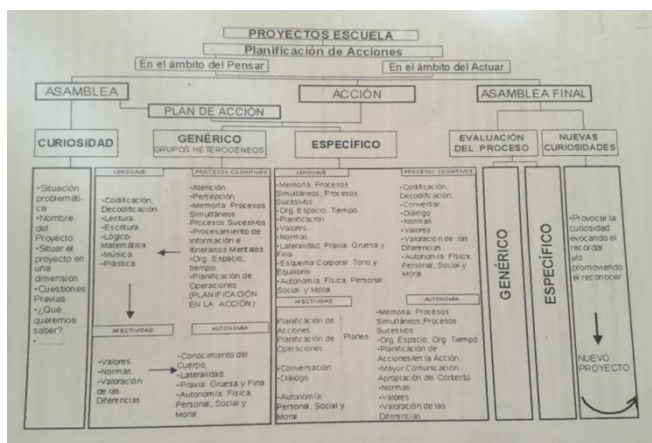 PROYECTOS ESCUELA
Planificación de Acciones
En el ámbito del Pensar
En el ámbito del Actuar
ASAMBLEA
ACCIÓN
ASAMBLEA FINAL
PLAN DE ACCIÓN
CURIOSIDAD
GENÉRICO
GRUPOS HETEROGÉNEOS
ESPECÍFICO
EVALUACIÓN
DEL PROCESO
NUEVAS
CURIOSIDADES
•Situación
problemáti-
ca
•Nombre
del
Proyecto
•Situar el
proyecto en
una
dimensión
•Cuestiones
Previas
•¿Qué
queremos
saber?
•.......
LENGUAJE
•Codificación,
Decodificación.
•Lectura.
•Escritura.
•Lógico-
Matemática.
•Música.
•Plástica
PROCESOS COGNITIVOS
•Atención
•Percepción
•Memoria: Procesos
Simultáneos
Procesos Sucesivos
•Procesamiento de
información e
Itinerarios Mentales.
•Org. Espacio,
tiempo.
•Planificación de
Operaciones
(PLANIFICACIÓN
EN LA ACCIÓN)
AFECTIVIDAD
•Valores
•Normas
•Valoración
de las
Diferencias
AUTONOMÍA
•Conocimiento del
Cuerpo.
•Lateralidad.
•Praxia: Gruesa y Fina.
•Autonomía: Física,
Personal, Social y
Moral
LENGUAJE
•Memoria: Procesos
Simultáneos, Procesos
Sucesivos
•Org. Espacio, Tiempo.
•Planificación
•Valores
•Normas
•Lateralidad, Praxia: Gruesa y
Fina.
•Esquema Corporal: Tono y
Equilibrio
•Autonomía: Física, Personal,
Social y Moral
PROCESOS COGNITIVOS
•Codificación,
Decodificación.
•Conversar.
•Diálogo
•Normas
•Valores
•Valoración de las
Diferencias
•Autonomía: Física,
Personal, Social y
Moral
AFECTIVIDAD
Planificación de
Acciones.
Planificación de
Operaciones
Planes
•Conversación
•Diálogo
•Autonomía
Personal, Social y
Moral
AUTONOMÍA
•Memoria: Procesos
Simultáneos,Procesos
Sucesivos
•Org. Espacio, Org. Tiempo
•Planificación de
Acciones/en la Acción.
•Mayor Comunicación:
Apropiación del Contexto
•Normas
•Valores
•Valoración de las
Diferencias
GENÉRICO
ESPECÍFICO
•Provocar la
curiosidad
evocando el
recordar
y/o
promoviendo
el reconocer
NUEVO
PROYECTO